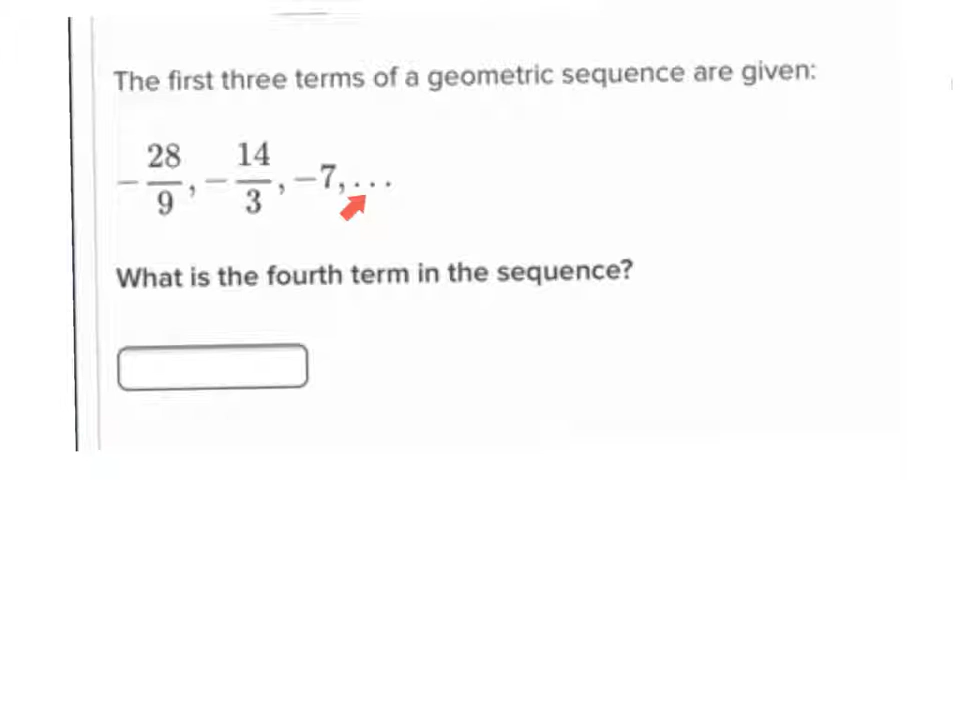 The first three terms of a geometric sequence are given:
-28/9, -14/3, -7, ...
What is the fourth term in the sequence?